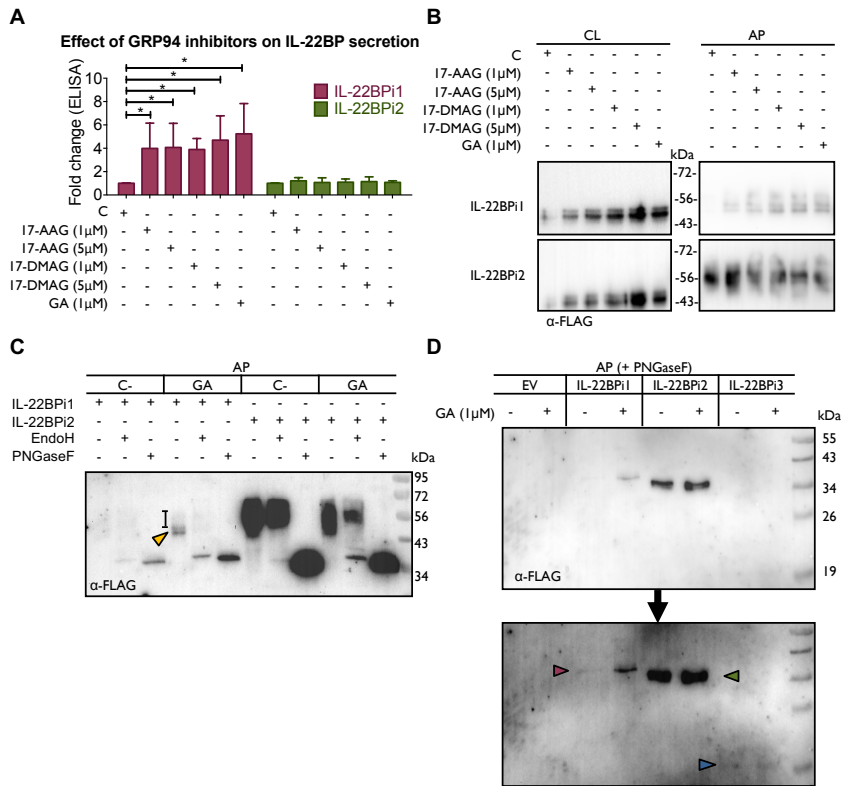 A
Effect of GRP94 inhibitors on IL-22BP secretion
Fold change (ELISA)
10
8
6
4
2
0
* * * * *
IL-22BPi1
IL-22BPi2
C + - - - - - + - - - - -
17-AAG (1µM) - + - - - - - + - - - -
17-AAG (5µM) - - + - - - - - + - - -
17-DMAG (1µM) - - - + - - - - - + - -
17-DMAG (5µM) - - - - + - - - - - + -
GA (1µM) - - - - - + - - - - - +
B
CL AP
C + - - - - - + - - - - -
17-AAG (1µM) - + - - - - - + - - - -
17-AAG (5µM) - - + - - - - - + - - -
17-DMAG (1µM) - - - + - - - - - + - -
17-DMAG (5µM) - - - - + - - - - - + -
GA (1µM) - - - - - + - - - - - +
kDa
IL-22BPi1
-72-
-56-
-43-
IL-22BPi2
-72-
-56-
-43-
α-FLAG
C
AP
C- GA C- GA
IL-22BPi1 + + + + + + - - - - - -
IL-22BPi2 - - - - - - + + + + + +
EndoH - + - - + - - + - - + -
PNGaseF - - + - - + - - + - - +
kDa
95
72
56
43
34
α-FLAG
D
AP (+ PNGaseF)
EV IL-22BPi1 IL-22BPi2 IL-22BPi3
GA (1µM) - + - + - + - +
kDa
55
43
34
26
19
α-FLAG